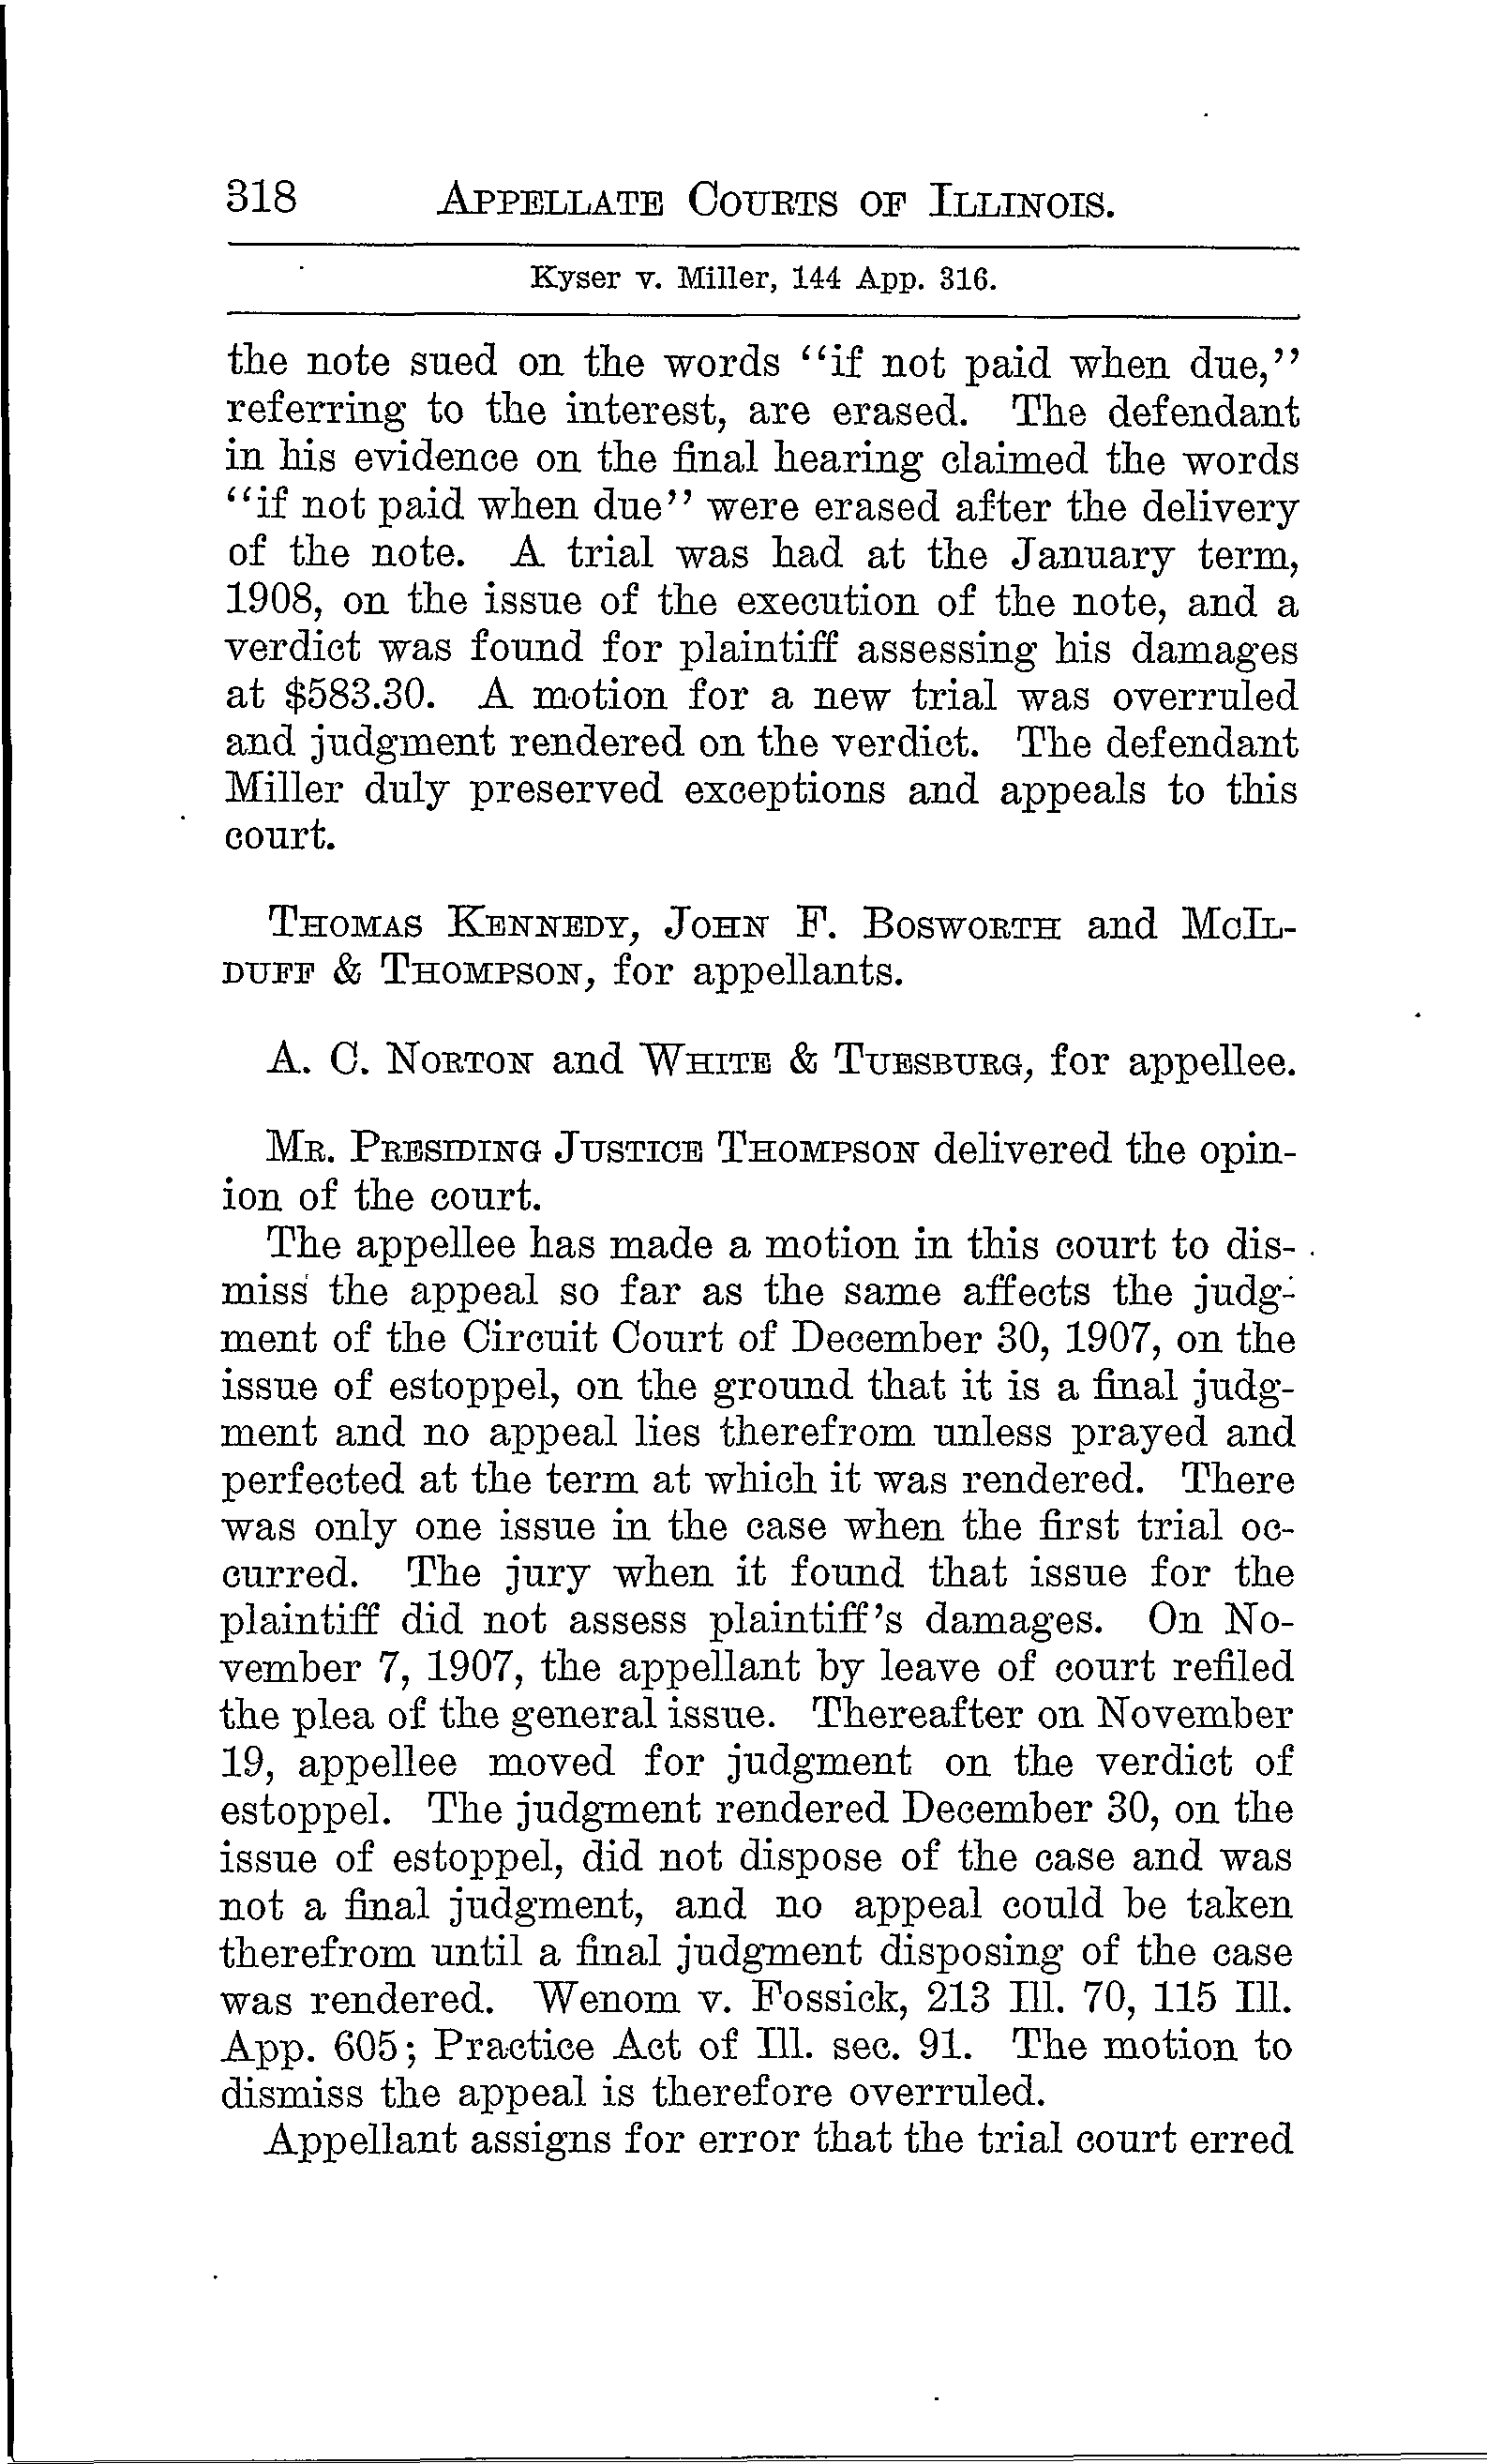 318 APPELLATE COURTS OF ILLINOIS.
Kyser v. Miller, 144 App. 316.
the note sued on the words “if not paid when due,”
referring to the interest, are erased. The defendant
in his evidence on the final hearing claimed the words
“if not paid when due” were erased after the delivery
of the note. A trial was had at the January term,
1908, on the issue of the execution of the note, and a
verdict was found for plaintiff assessing his damages
at $583.30. A motion for a new trial was overruled
and judgment rendered on the verdict. The defendant
Miller duly preserved exceptions and appeals to this
court.
THOMAS KENNEDY, JOHN F. BOSWORTH and McIL-
DUFF & THOMPSON, for appellants.
A. C. NORTON and WHITE & TUESBURG, for appellee.
MR. PRESIDING JUSTICE THOMPSON delivered the opin-
ion of the court.
The appellee has made a motion in this court to dis-
miss the appeal so far as the same affects the judg-
ment of the Circuit Court of December 30, 1907, on the
issue of estoppel, on the ground that it is a final judg-
ment and no appeal lies therefrom unless prayed and
perfected at the term at which it was rendered. There
was only one issue in the case when the first trial oc-
curred. The jury when it found that issue for the
plaintiff did not assess plaintiff’s damages. On No-
vember 7, 1907, the appellant by leave of court refiled
the plea of the general issue. Thereafter on November
19, appellee moved for judgment on the verdict of
estoppel. The judgment rendered December 30, on the
issue of estoppel, did not dispose of the case and was
not a final judgment, and no appeal could be taken
therefrom until a final judgment disposing of the case
was rendered. Wenom v. Fossick, 213 Ill. 70, 115 Ill.
App. 605; Practice Act of Ill. sec. 91. The motion to
dismiss the appeal is therefore overruled.
Appellant assigns for error that the trial court erred